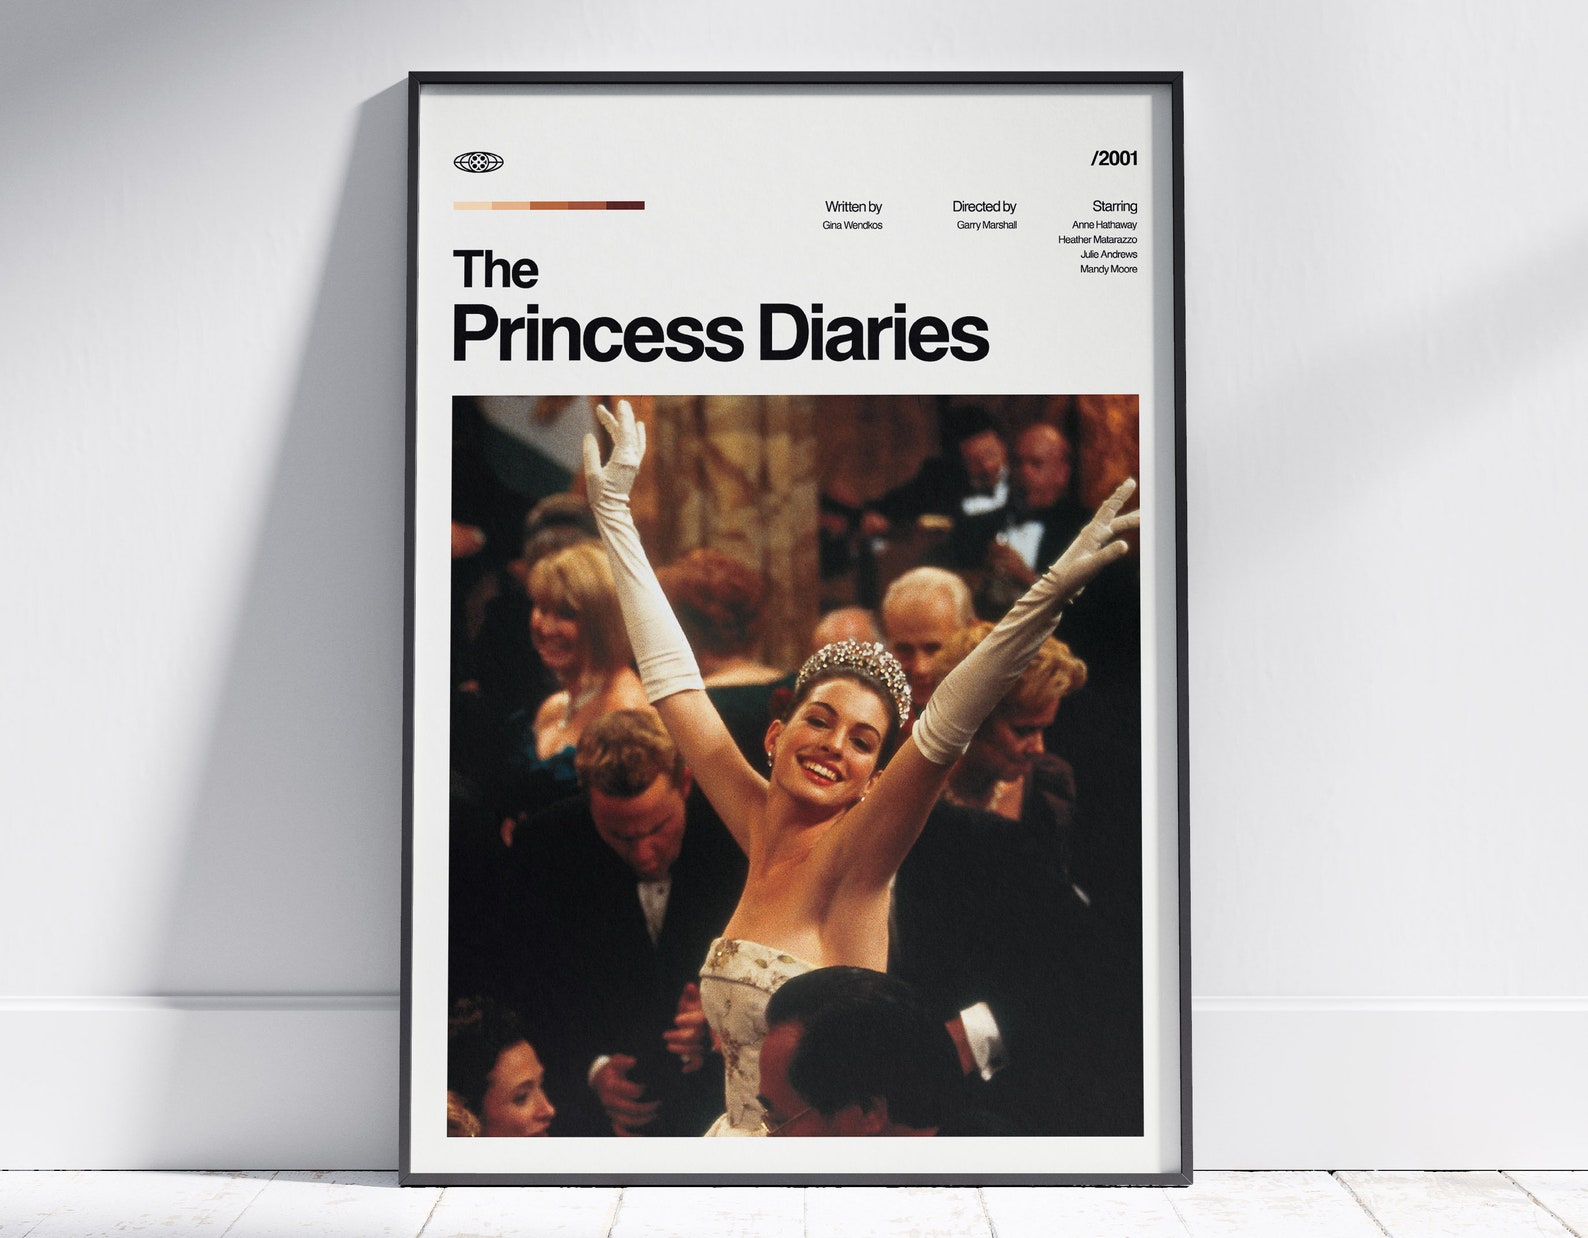 /2001
Written by
Gina Wendkos
Directed by
Garry Marshall
Starring
Anne Hathaway
Heather Matarazzo
Julie Andrews
Mandy Moore
The
Princess Diaries